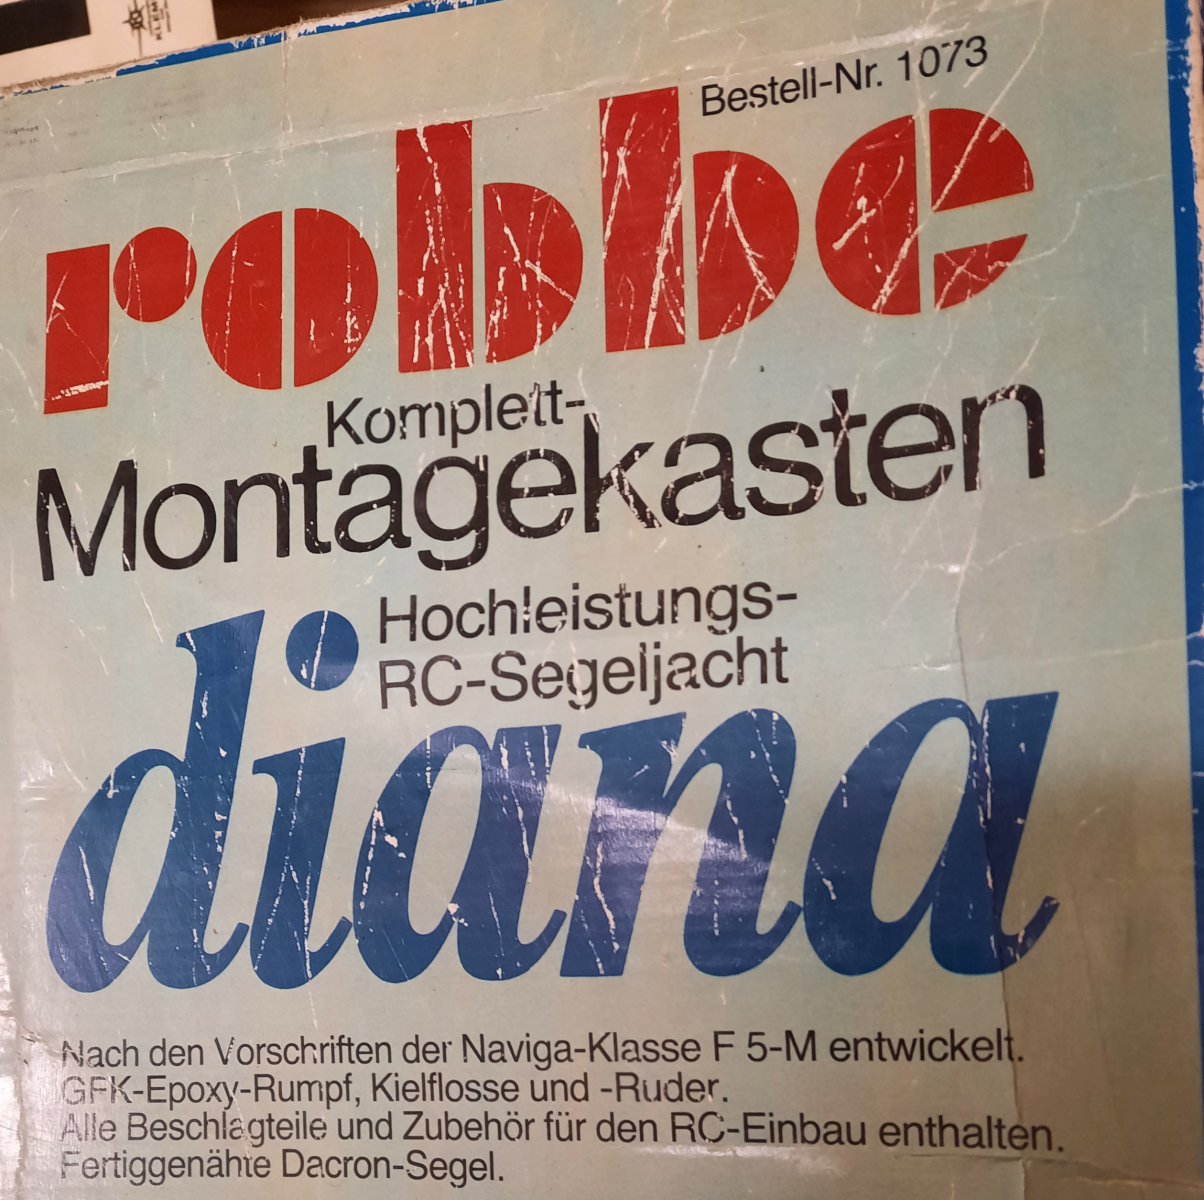 Bestell-Nr. 1073
robbe
Komplett-
Montagekasten
Hochleistungs-
RC-Segeljacht
diana
Nach den Vorschriften der Naviga-Klasse F 5-M entwickelt.
GFK-Epoxy-Rumpf, Kielflosse und -Ruder.
Alle Beschlagteile und Zubehör für den RC-Einbau enthalten.
Fertiggenähte Dacron-Segel.